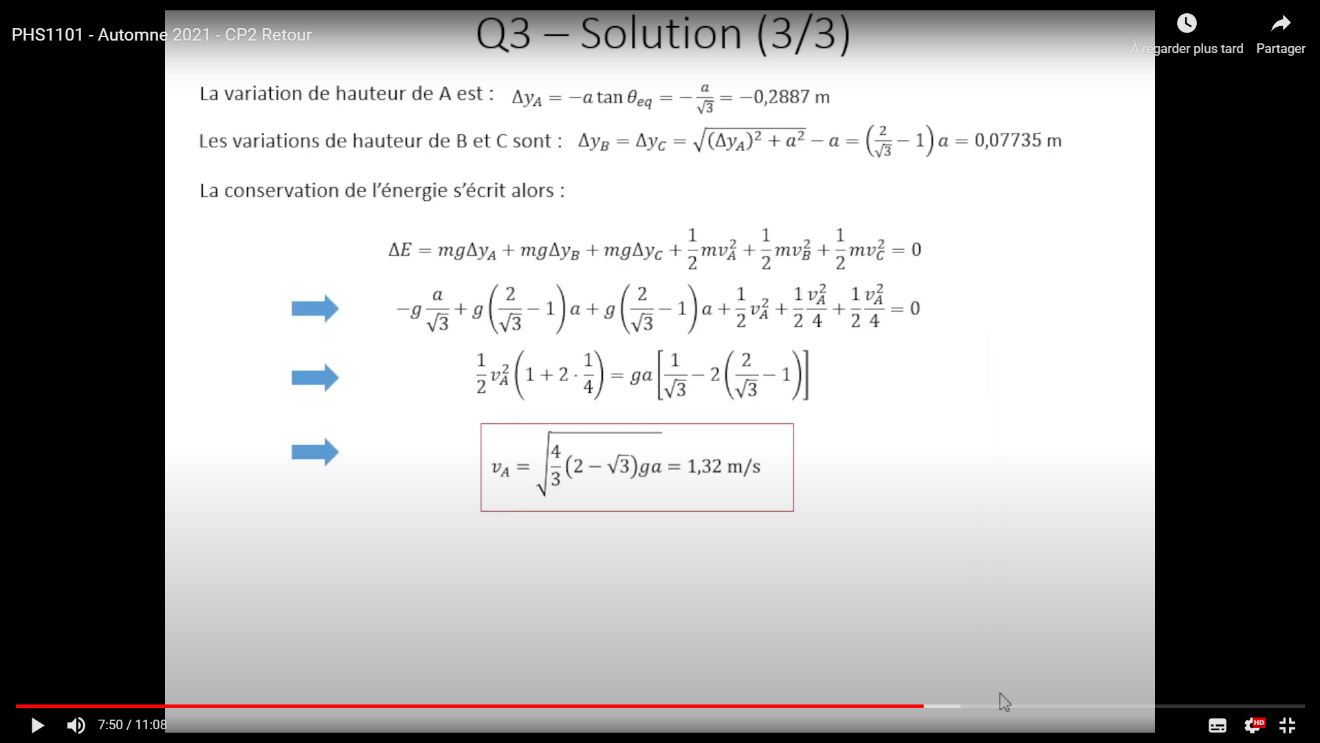 PHS1101 - Automne 2021 - CP2 Retour
Q3 – Solution (3/3)
À regarder plus tard
Partager
La variation de hauteur de A est : Δy_A = −a tan θ_eq = −a/√3 = −0,2887 m
Les variations de hauteur de B et C sont : Δy_B = Δy_C = √((Δy_A)² + a²) − a = (2/√3 − 1) a = 0,07735 m
La conservation de l’énergie s’écrit alors :
ΔE = mgΔy_A + mgΔy_B + mgΔy_C + 1/2 mv_A² + 1/2 mv_B² + 1/2 mv_C² = 0
−g a/√3 + g (2/√3 − 1) a + g (2/√3 − 1) a + 1/2 v_A² + 1/2 v_A²/4 + 1/2 v_A²/4 = 0
1/2 v_A² (1 + 2 · 1/4) = ga [1/√3 − 2 (2/√3 − 1)]
v_A = √(4/3 (2 − √3)ga) = 1,32 m/s
7:50 / 11:08
HD